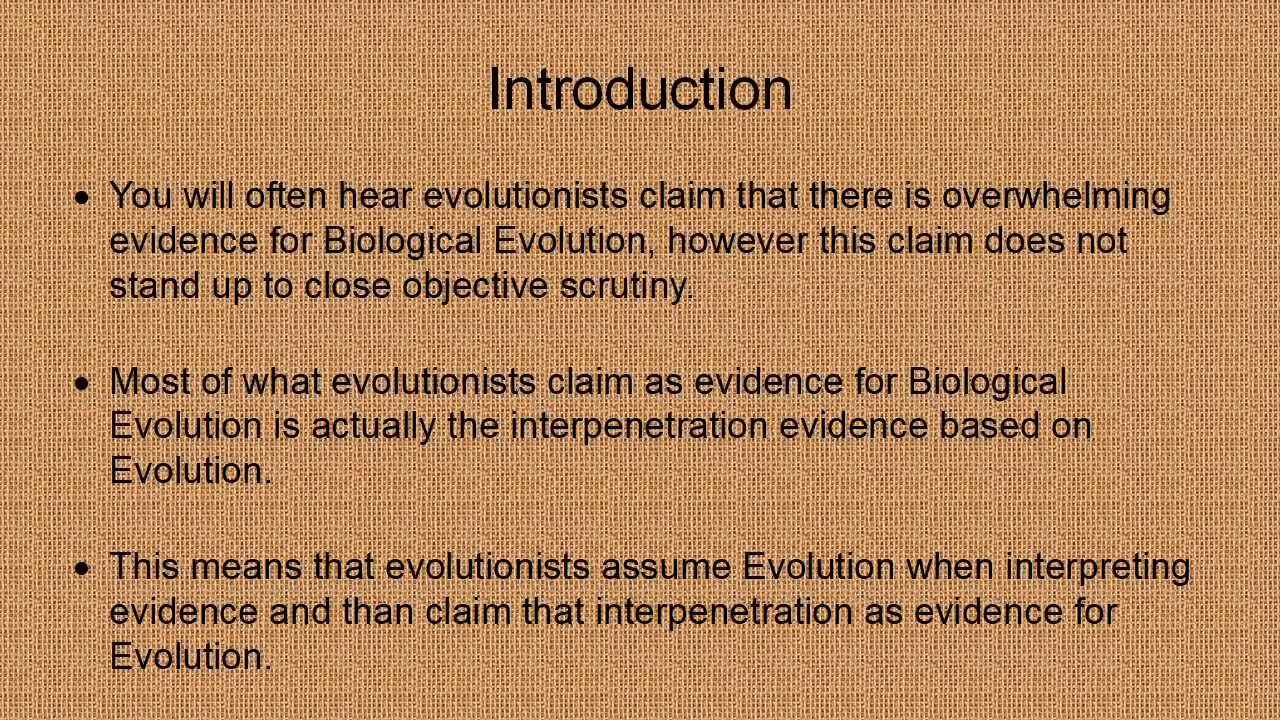 Introduction
• You will often hear evolutionists claim that there is overwhelming
evidence for Biological Evolution, however this claim does not
stand up to close objective scrutiny.
• Most of what evolutionists claim as evidence for Biological
Evolution is actually the interpenetration evidence based on
Evolution.
• This means that evolutionists assume Evolution when interpreting
evidence and than claim that interpenetration as evidence for
Evolution.